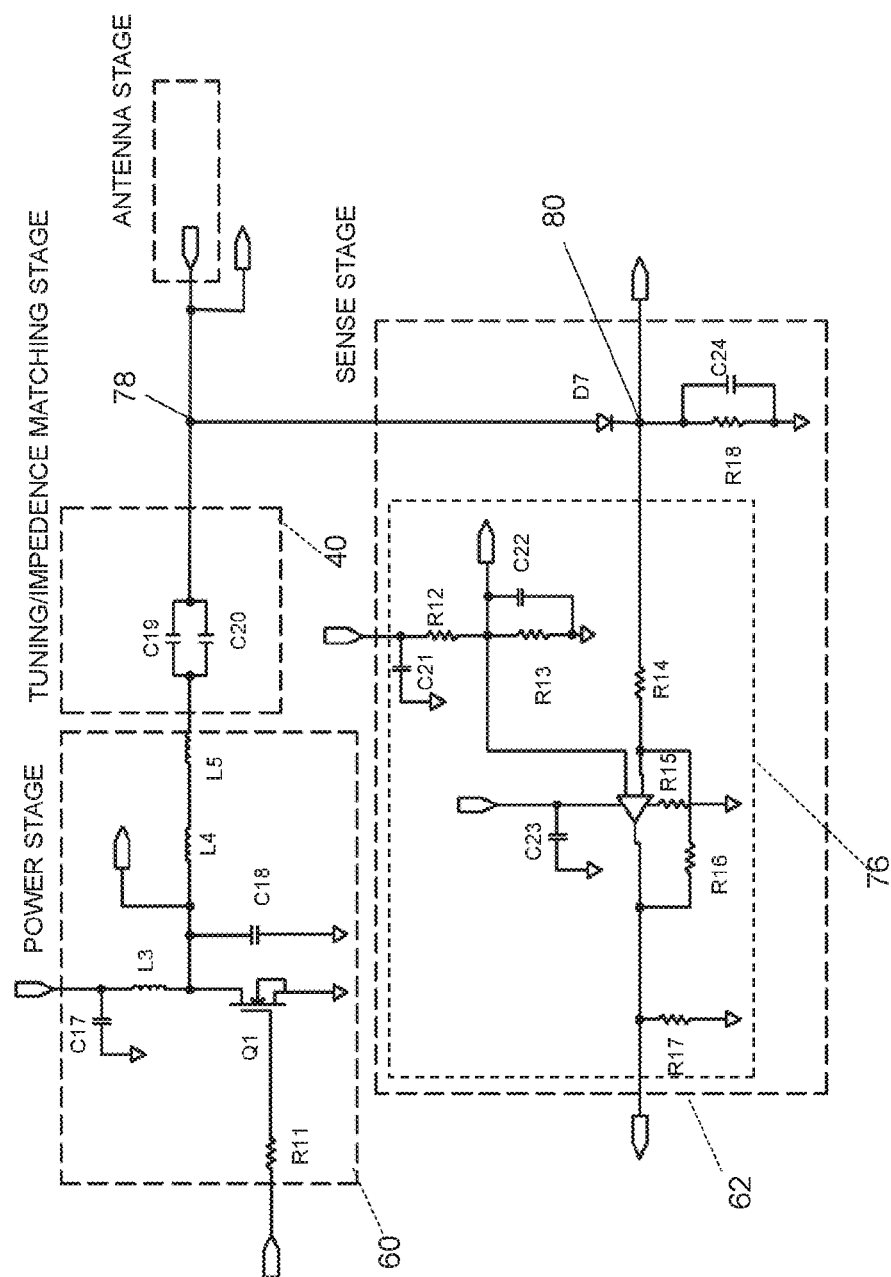 POWER STAGE
TUNING/IMPEDENCE MATCHING STAGE
ANTENNA STAGE
C17
L3
Q1
R11
C18
L4
L5
60
C19
C20
40
78
SENSE STAGE
80
D7
C24
R18
C21
R12
C22
R13
R14
C23
R15
R16
R17
76
62